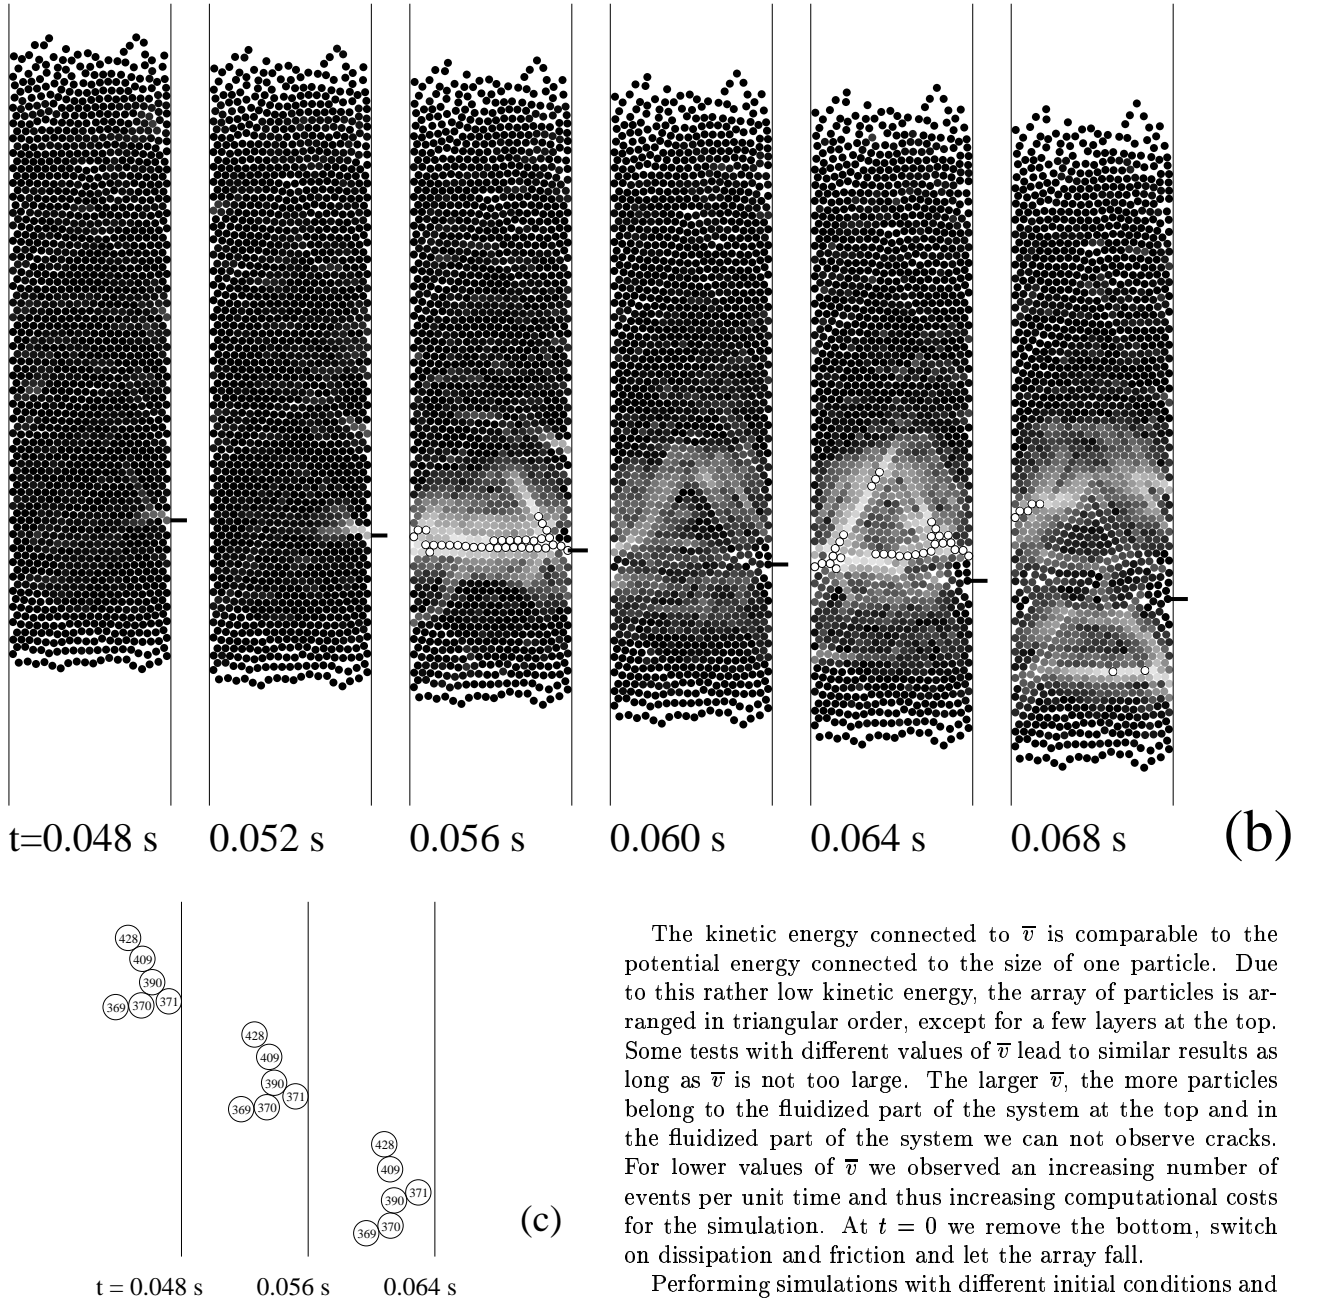 t=0.048 s 0.052 s 0.056 s 0.060 s 0.064 s 0.068 s (b)
428
409
390
369 370 371
428
409
390
371
369 370
428
409
371
390
370
369
(c)
t = 0.048 s 0.056 s 0.064 s
The kinetic energy connected to v̅ is comparable to the
potential energy connected to the size of one particle. Due
to this rather low kinetic energy, the array of particles is ar-
ranged in triangular order, except for a few layers at the top.
Some tests with different values of v̅ lead to similar results as
long as v̅ is not too large. The larger v̅, the more particles
belong to the fluidized part of the system at the top and in
the fluidized part of the system we can not observe cracks.
For lower values of v̅ we observed an increasing number of
events per unit time and thus increasing computational costs
for the simulation. At t = 0 we remove the bottom, switch
on dissipation and friction and let the array fall.
Performing simulations with different initial conditions and